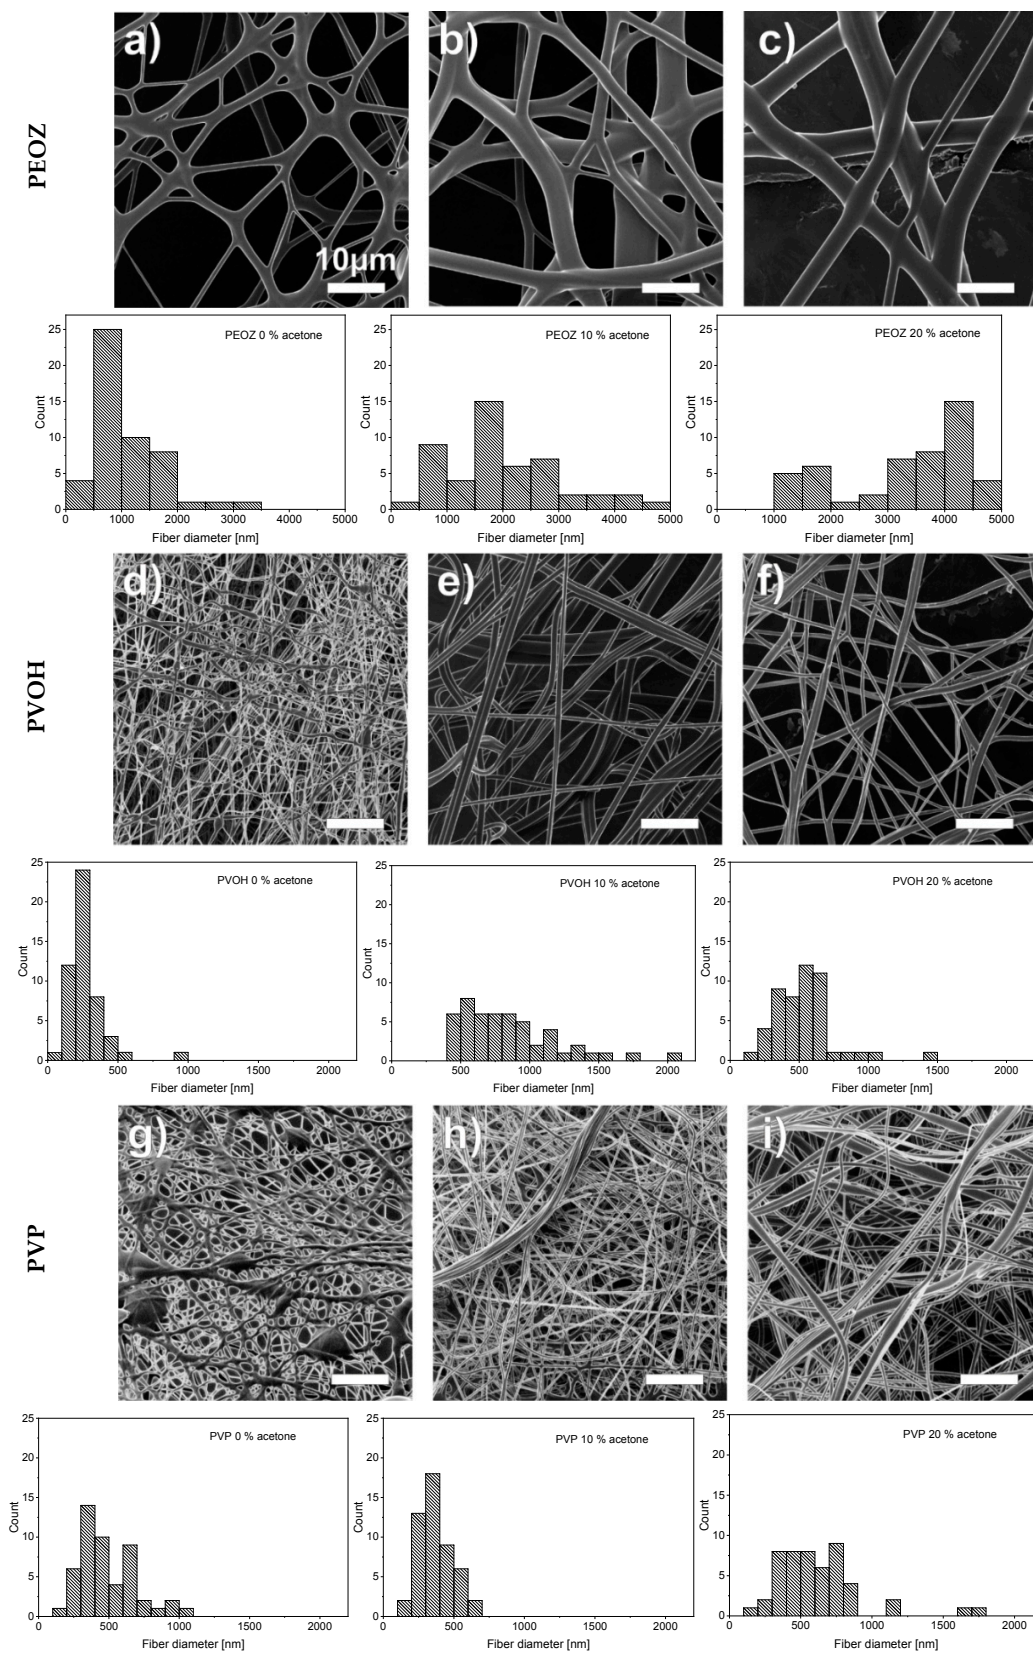 PEOZ
a)
b)
c)
10μm
PEOZ 0 % acetone
Count
0 5 10 15 20 25
0 1000 2000 3000 4000 5000
Fiber diameter [nm]
PEOZ 10 % acetone
Count
0 5 10 15 20 25
0 1000 2000 3000 4000 5000
Fiber diameter [nm]
PEOZ 20 % acetone
Count
0 5 10 15 20 25
0 1000 2000 3000 4000 5000
Fiber diameter [nm]
PVOH
d)
e)
f)
PVOH 0 % acetone
Count
0 5 10 15 20 25
0 500 1000 1500 2000
Fiber diameter [nm]
PVOH 10 % acetone
Count
0 5 10 15 20 25
0 500 1000 1500 2000
Fiber diameter [nm]
PVOH 20 % acetone
Count
0 5 10 15 20 25
0 500 1000 1500 2000
Fiber diameter [nm]
PVP
g)
h)
i)
PVP 0 % acetone
Count
0 5 10 15 20 25
0 500 1000 1500 2000
Fiber diameter [nm]
PVP 10 % acetone
Count
0 5 10 15 20 25
0 500 1000 1500 2000
Fiber diameter [nm]
PVP 20 % acetone
Count
0 5 10 15 20 25
0 500 1000 1500 2000
Fiber diameter [nm]